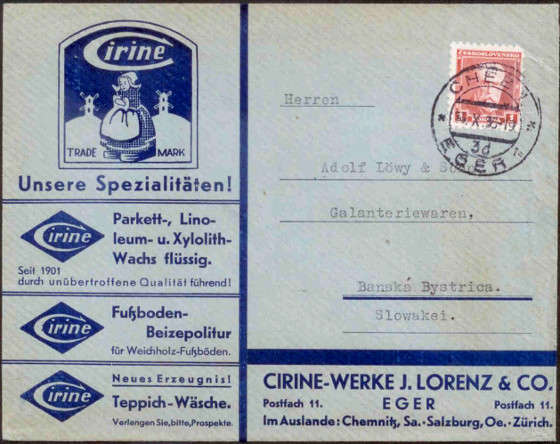 Cirine
TRADE MARK
Unsere Spezialitäten!
Cirine
Parkett-, Lino-
leum- u. Xylolith-
Wachs flüssig.
Seit 1901
durch unübertroffene Qualität führend!
Cirine
Fußboden-
Beizepolitur
für Weichholz-Fußböden.
Cirine
Neues Erzeugnis!
Teppich-Wäsche.
Verlangen Sie, bitte, Prospekte.
ČESKOSLOVENSKO
1
CHEB
3d
EGER
Herren
Adolf Löwy &
Galanteriewaren,
Banská Bystrica.
Slowakei.
CIRINE-WERKE J. LORENZ & CO.
Postfach 11. EGER Postfach 11.
Im Auslande: Chemnitz, Sa. - Salzburg, Oe. - Zürich.